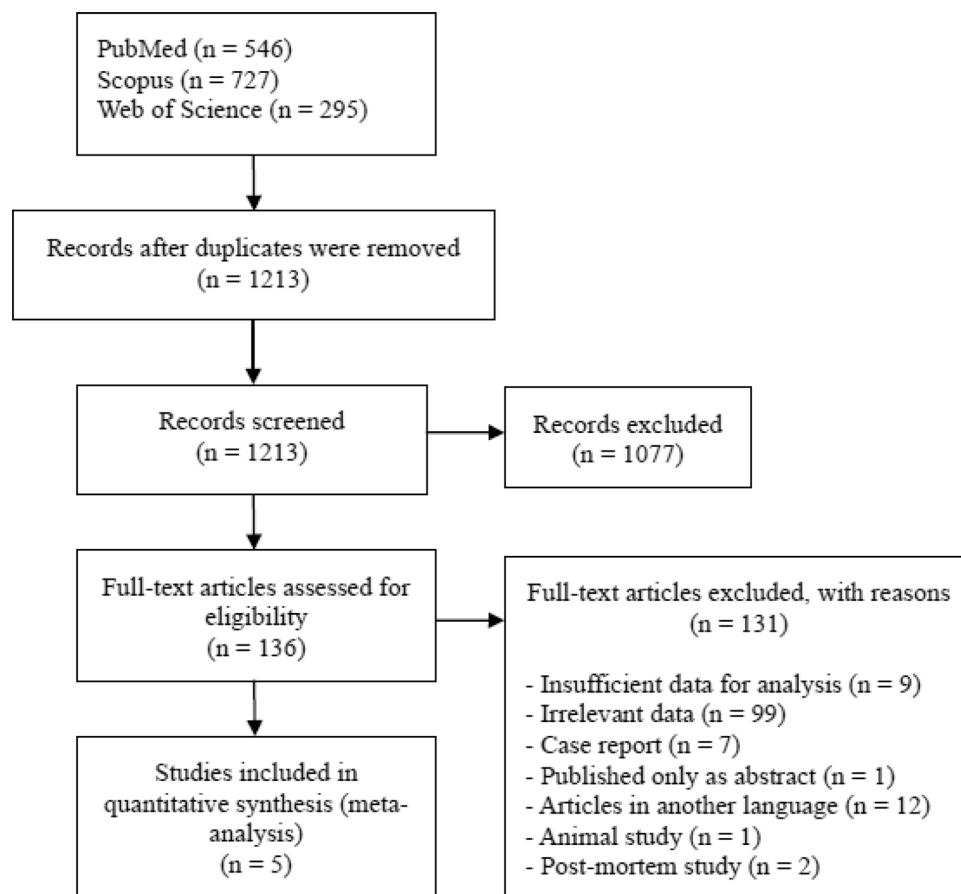 PubMed (n = 546)
Scopus (n = 727)
Web of Science (n = 295)
Records after duplicates were removed
(n = 1213)
Records screened
(n = 1213)
Records excluded
(n = 1077)
Full-text articles assessed for
eligibility
(n = 136)
Full-text articles excluded, with reasons
(n = 131)
- Insufficient data for analysis (n = 9)
- Irrelevant data (n = 99)
- Case report (n = 7)
- Published only as abstract (n = 1)
- Articles in another language (n = 12)
- Animal study (n = 1)
- Post-mortem study (n = 2)
Studies included in
quantitative synthesis (meta-
analysis)
(n = 5)